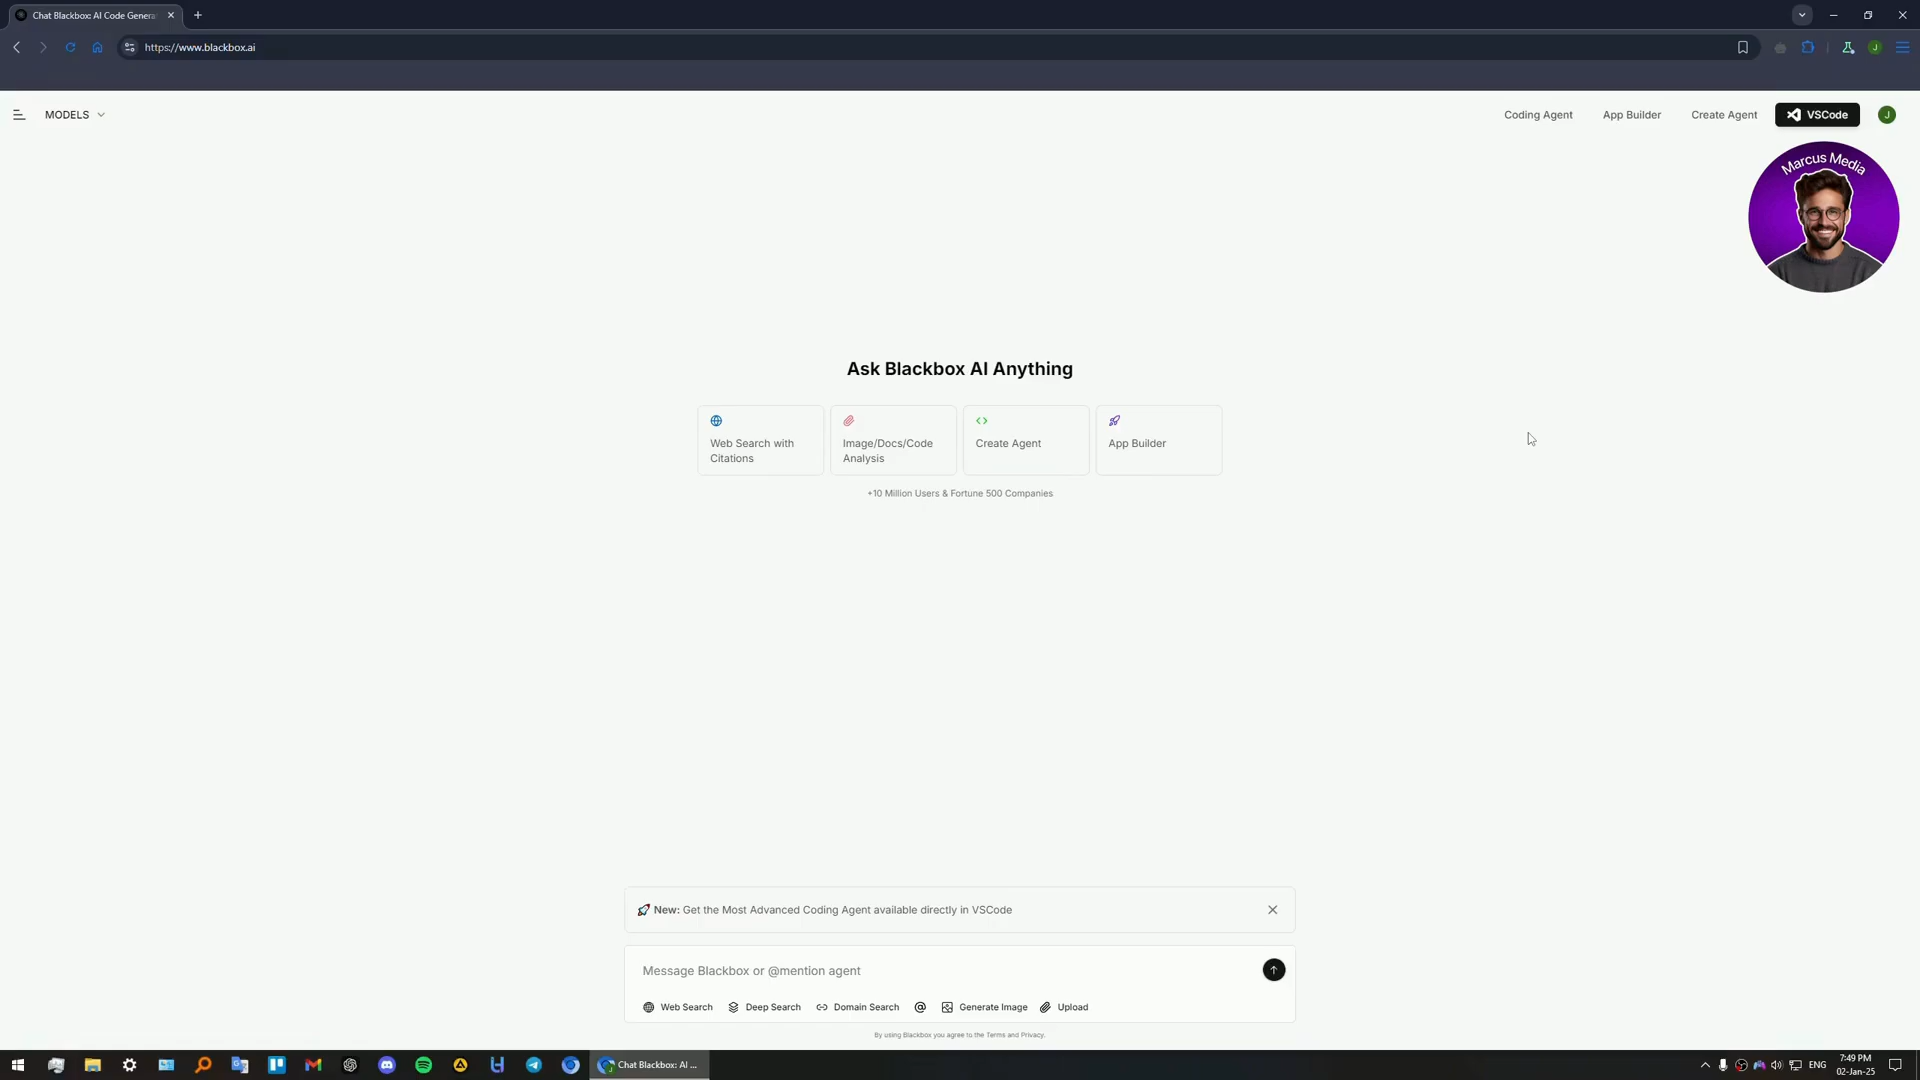 Chat Blackbox: AI Code Genera
https://www.blackbox.ai
J
MODELS
Coding Agent
App Builder
Create Agent
VSCode
J
Marcus Media
Ask Blackbox AI Anything
Web Search with
Citations
Image/Docs/Code
Analysis
Create Agent
App Builder
+10 Million Users & Fortune 500 Companies
New: Get the Most Advanced Coding Agent available directly in VSCode
Message Blackbox or @mention agent
Web Search
Deep Search
Domain Search
@
Generate Image
Upload
By using Blackbox you agree to the Terms and Privacy.
Chat Blackbox: AI ...
ENG
7:49 PM
02-Jan-25